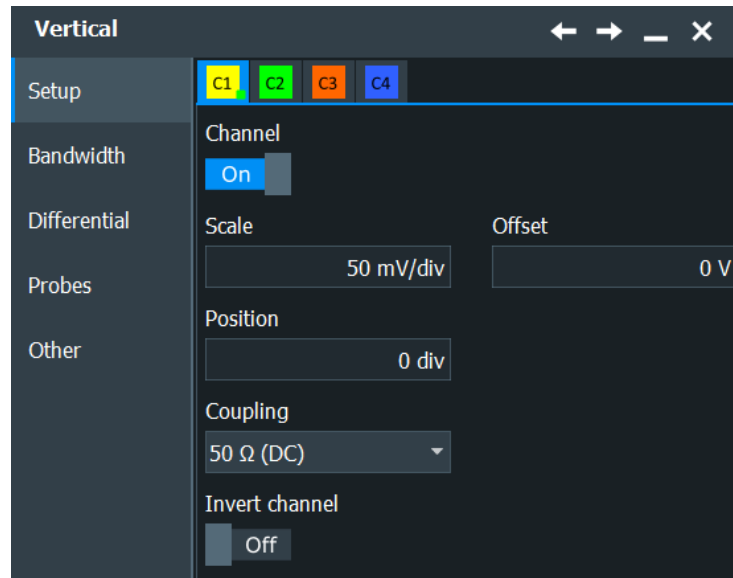 Vertical
Setup
Bandwidth
Differential
Probes
Other
C1 C2 C3 C4
Channel
On
Scale Offset
50 mV/div 0 V
Position
0 div
Coupling
50 Ω (DC)
Invert channel
Off